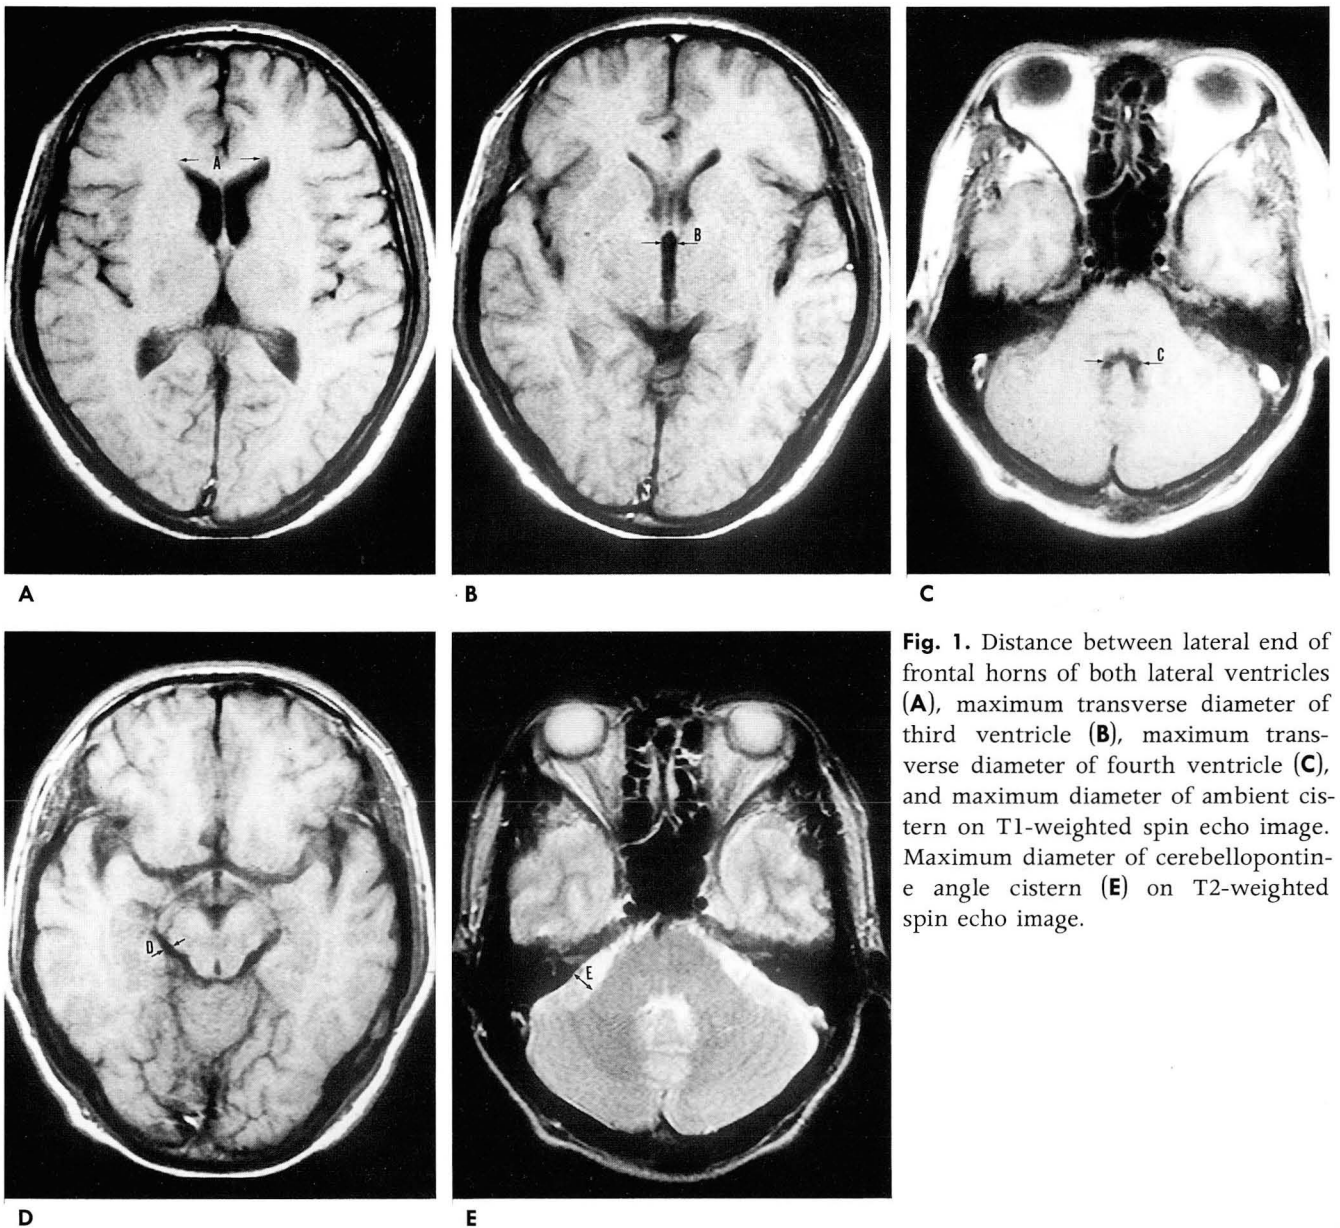 A
B
C
A
B
C
Fig. 1. Distance between lateral end of
frontal horns of both lateral ventricles
(A), maximum transverse diameter of
third ventricle (B), maximum trans-
verse diameter of fourth ventricle (C),
and maximum diameter of ambient cis-
tern on T1-weighted spin echo image.
Maximum diameter of cerebellopontin-
e angle cistern (E) on T2-weighted
spin echo image.
D
E
D
E